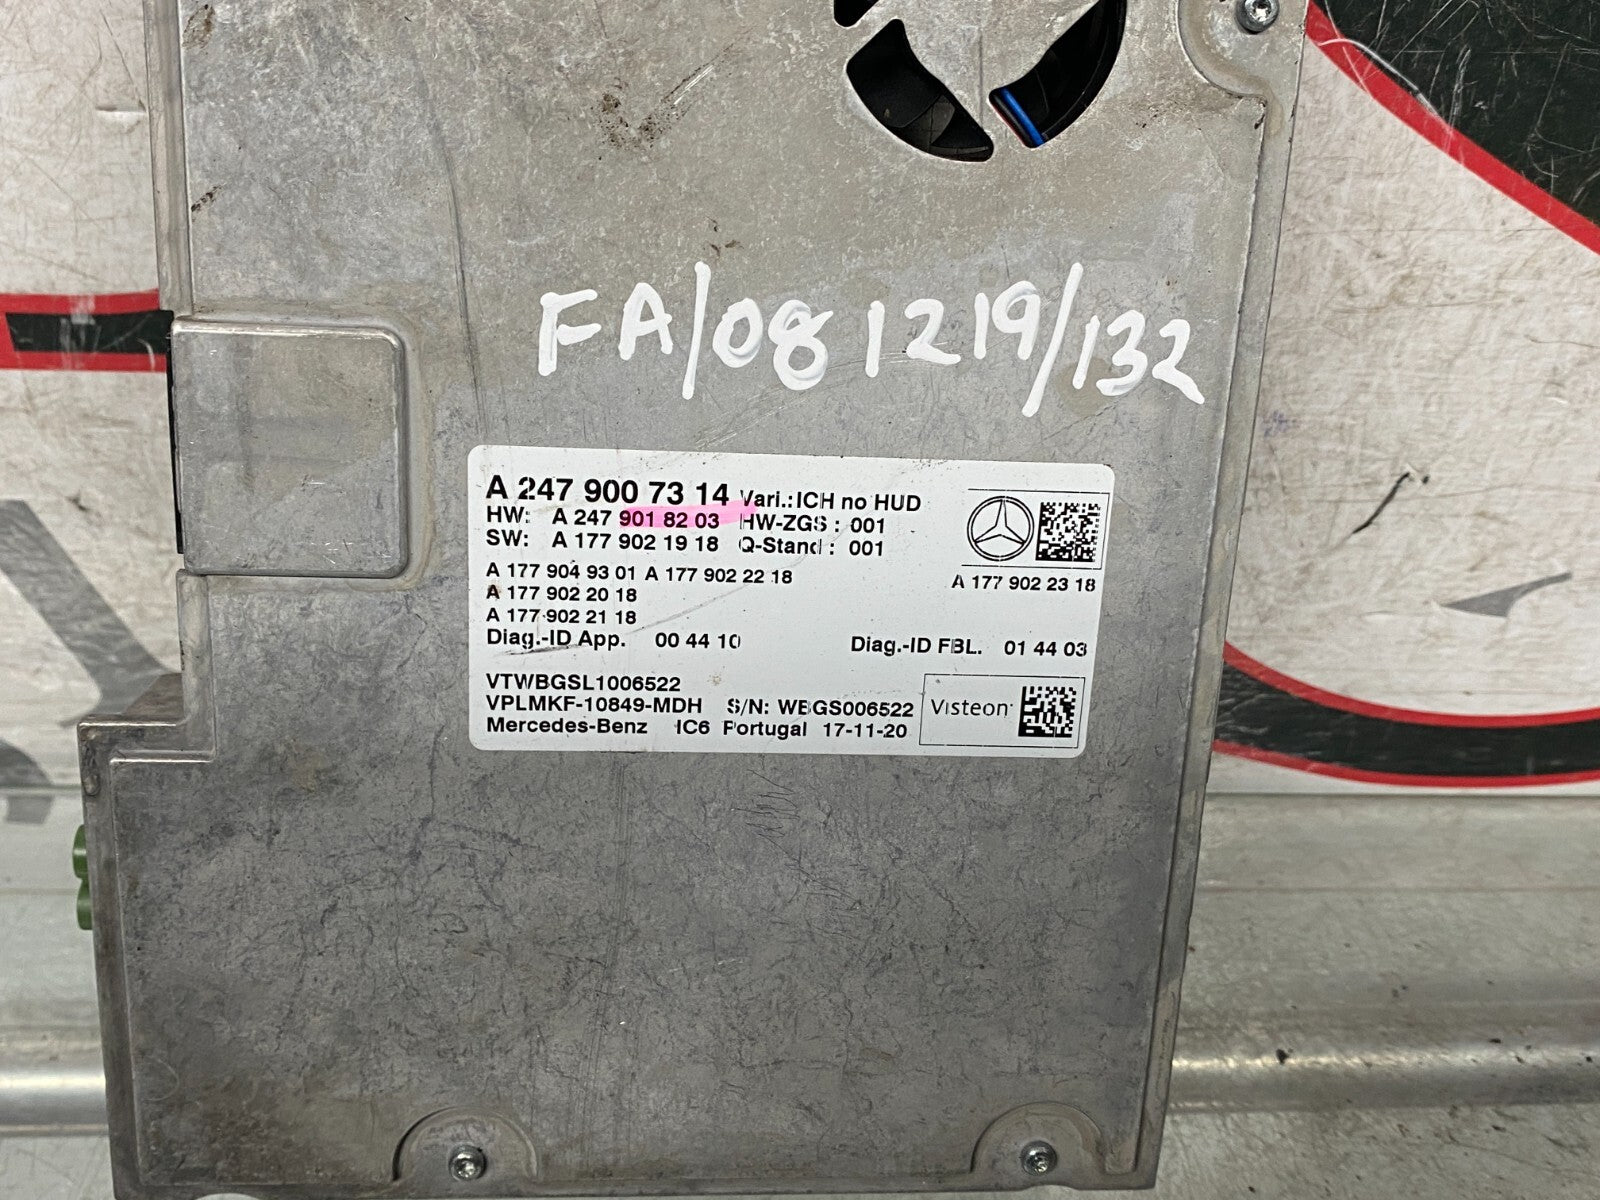 FA/08 1219/132
A 247 900 7314 Vari.:ICH no HUD
HW: A 247 901 82 03 HW-ZGS : 001
SW: A 177 902 19 18 Q-Stand : 001
A 177 904 93 01 A 177 902 22 18
A 177 902 23 18
A 177 902 20 18
A 177 902 21 18
Diag.-ID App. 00 44 10 Diag.-ID FBL. 01 44 03
VTWBGSL1006522
VPLMKF-10849-MDH S/N: WBGS006522
Mercedes-Benz IC6 Portugal 17-11-20
Visteon